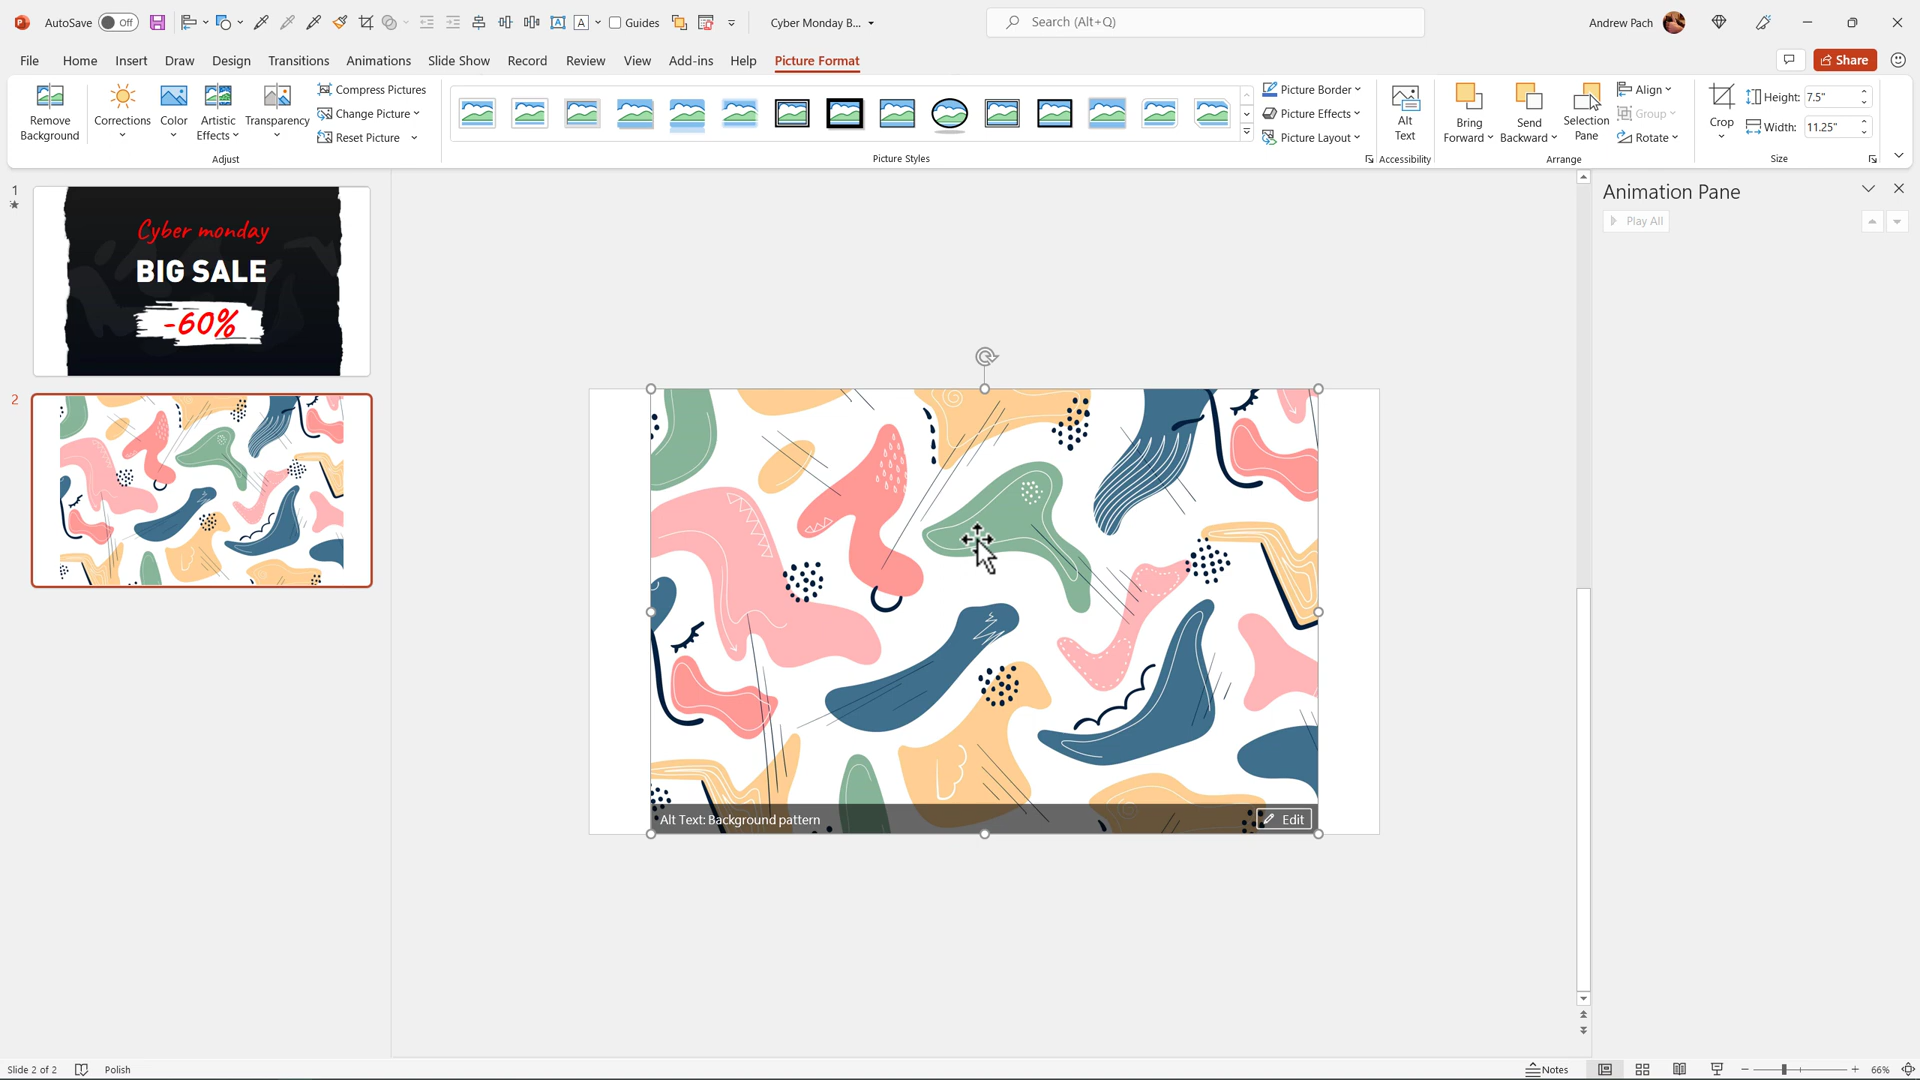 AutoSave Off A Guides Cyber Monday B... Search (Alt+Q) Andrew Pach
File Home Insert Draw Design Transitions Animations Slide Show Record Review View Add-ins Help Picture Format Share
Remove Background
Corrections
Color
Artistic Effects
Transparency
Compress Pictures
Change Picture
Reset Picture
Adjust
Picture Styles
Picture Border
Picture Effects
Picture Layout
Alt Text
Accessibility
Bring Forward
Send Backward
Selection Pane
Align
Group
Rotate
Arrange
Crop
Height: 7.5"
Width: 11.25"
Size
1
Cyber monday
BIG SALE
-60%
2
Alt Text: Background pattern
Edit
Animation Pane
Play All
Slide 2 of 2 Polish Notes 66%